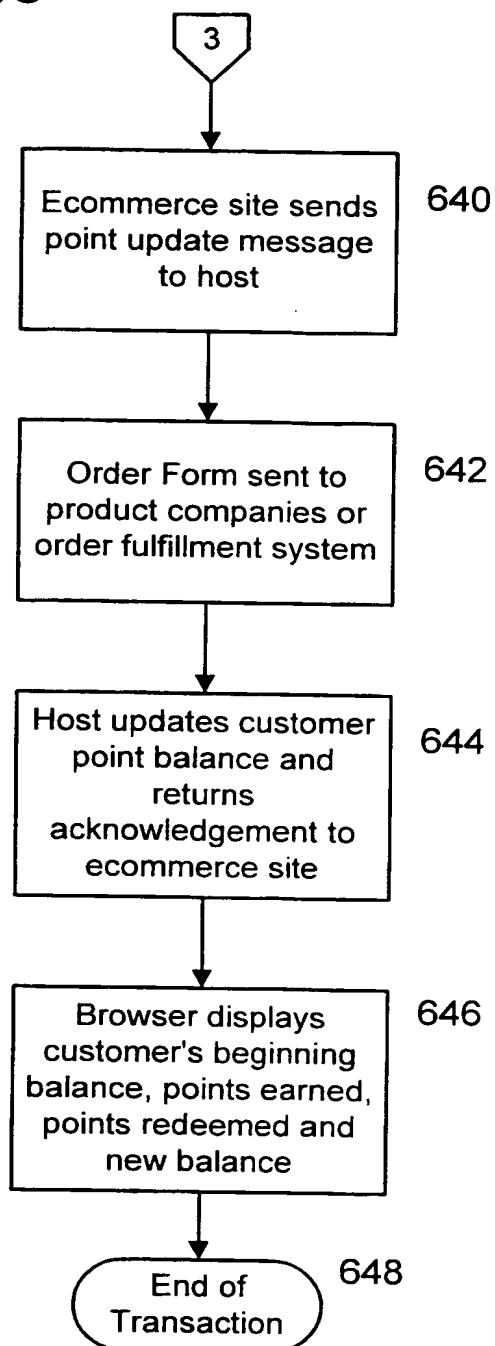 3
Ecommerce site sends
point update message
to host
640
Order Form sent to
product companies or
order fulfillment system
642
Host updates customer
point balance and
returns
acknowledgement to
ecommerce site
644
Browser displays
customer's beginning
balance, points earned,
points redeemed and
new balance
646
End of
Transaction
648